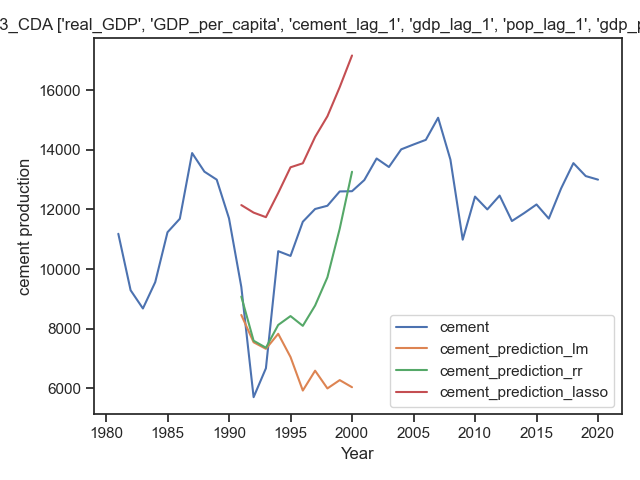 3_CDA ['real_GDP', 'GDP_per_capita', 'cement_lag_1', 'gdp_lag_1', 'pop_lag_1', 'gdp_p
16000
14000
12000
10000
8000
6000
cement production
cement
cement_prediction_lm
cement_prediction_rr
cement_prediction_lasso
1980 1985 1990 1995 2000 2005 2010 2015 2020
Year